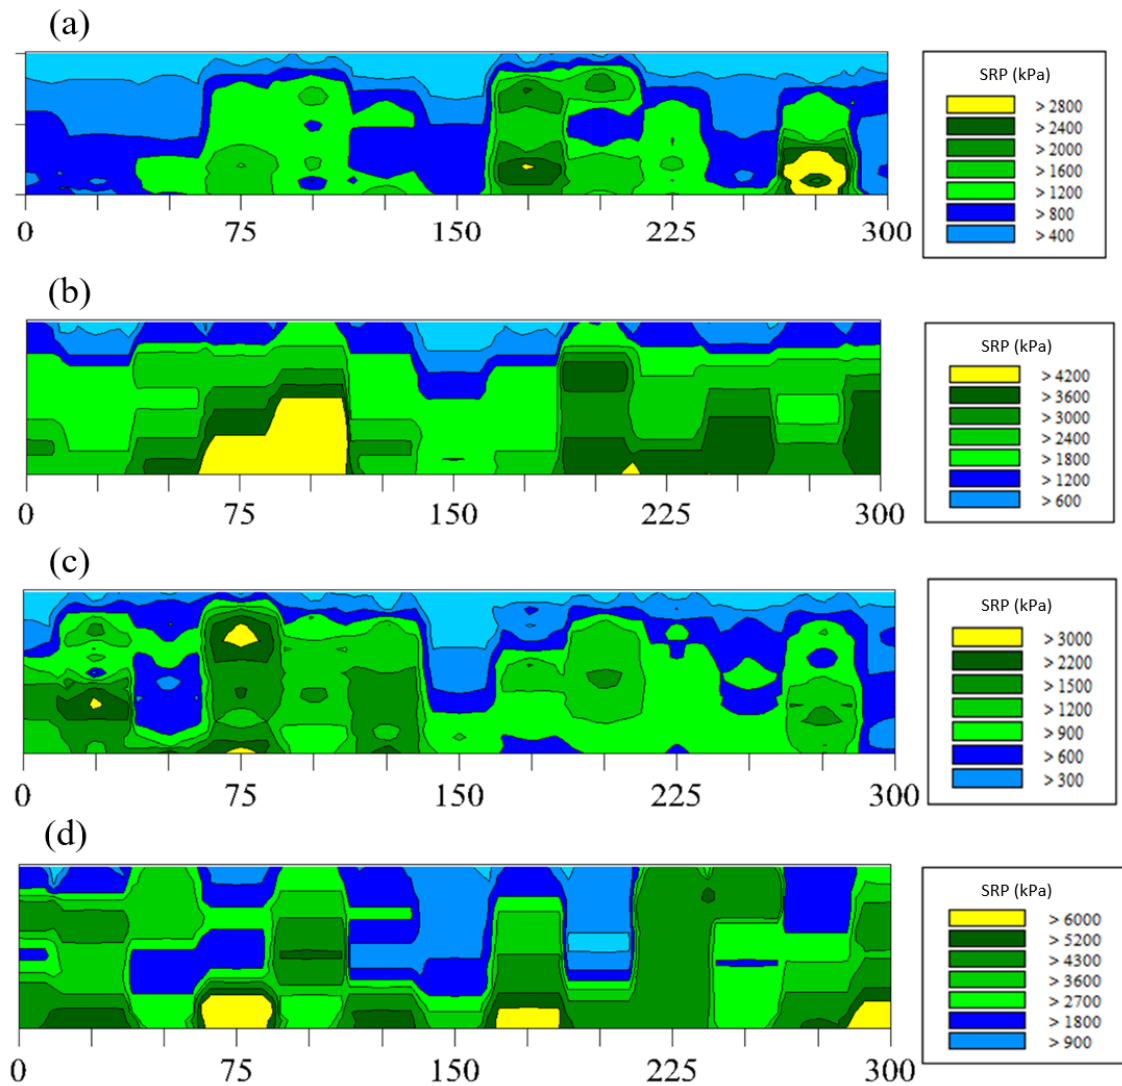 (a)
SRP (kPa)
> 2800
> 2400
> 2000
> 1600
> 1200
> 800
> 400
0 75 150 225 300
(b)
SRP (kPa)
> 4200
> 3600
> 3000
> 2400
> 1800
> 1200
> 600
0 75 150 225 300
(c)
SRP (kPa)
> 3000
> 2200
> 1500
> 1200
> 900
> 600
> 300
0 75 150 225 300
(d)
SRP (kPa)
> 6000
> 5200
> 4300
> 3600
> 2700
> 1800
> 900
0 75 150 225 300